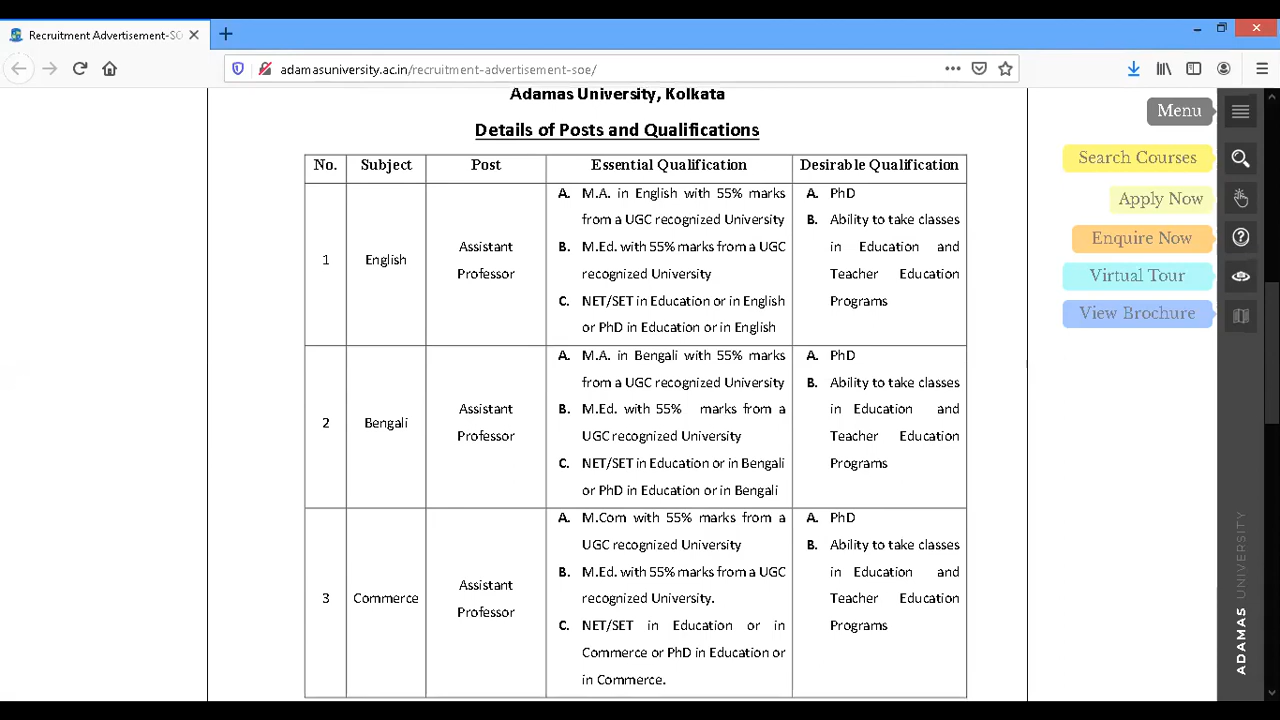 Recruitment Advertisement-SO
adamasuniversity.ac.in/recruitment-advertisement-soe/
Adamas University, Kolkata
Details of Posts and Qualifications
No. Subject Post Essential Qualification Desirable Qualification
1 English Assistant Professor
A. M.A. in English with 55% marks
from a UGC recognized University
B. M.Ed. with 55% marks from a UGC
recognized University
C. NET/SET in Education or in English
or PhD in Education or in English
A. PhD
B. Ability to take classes
in Education and
Teacher Education
Programs
2 Bengali Assistant Professor
A. M.A. in Bengali with 55% marks
from a UGC recognized University
B. M.Ed. with 55% marks from a
UGC recognized University
C. NET/SET in Education or in Bengali
or PhD in Education or in Bengali
A. PhD
B. Ability to take classes
in Education and
Teacher Education
Programs
3 Commerce Assistant Professor
A. M.Com with 55% marks from a
UGC recognized University
B. M.Ed. with 55% marks from a UGC
recognized University.
C. NET/SET in Education or in
Commerce or PhD in Education or
in Commerce.
A. PhD
B. Ability to take classes
in Education and
Teacher Education
Programs
Menu
Search Courses
Apply Now
Enquire Now
Virtual Tour
View Brochure
ADAMAS UNIVERSITY